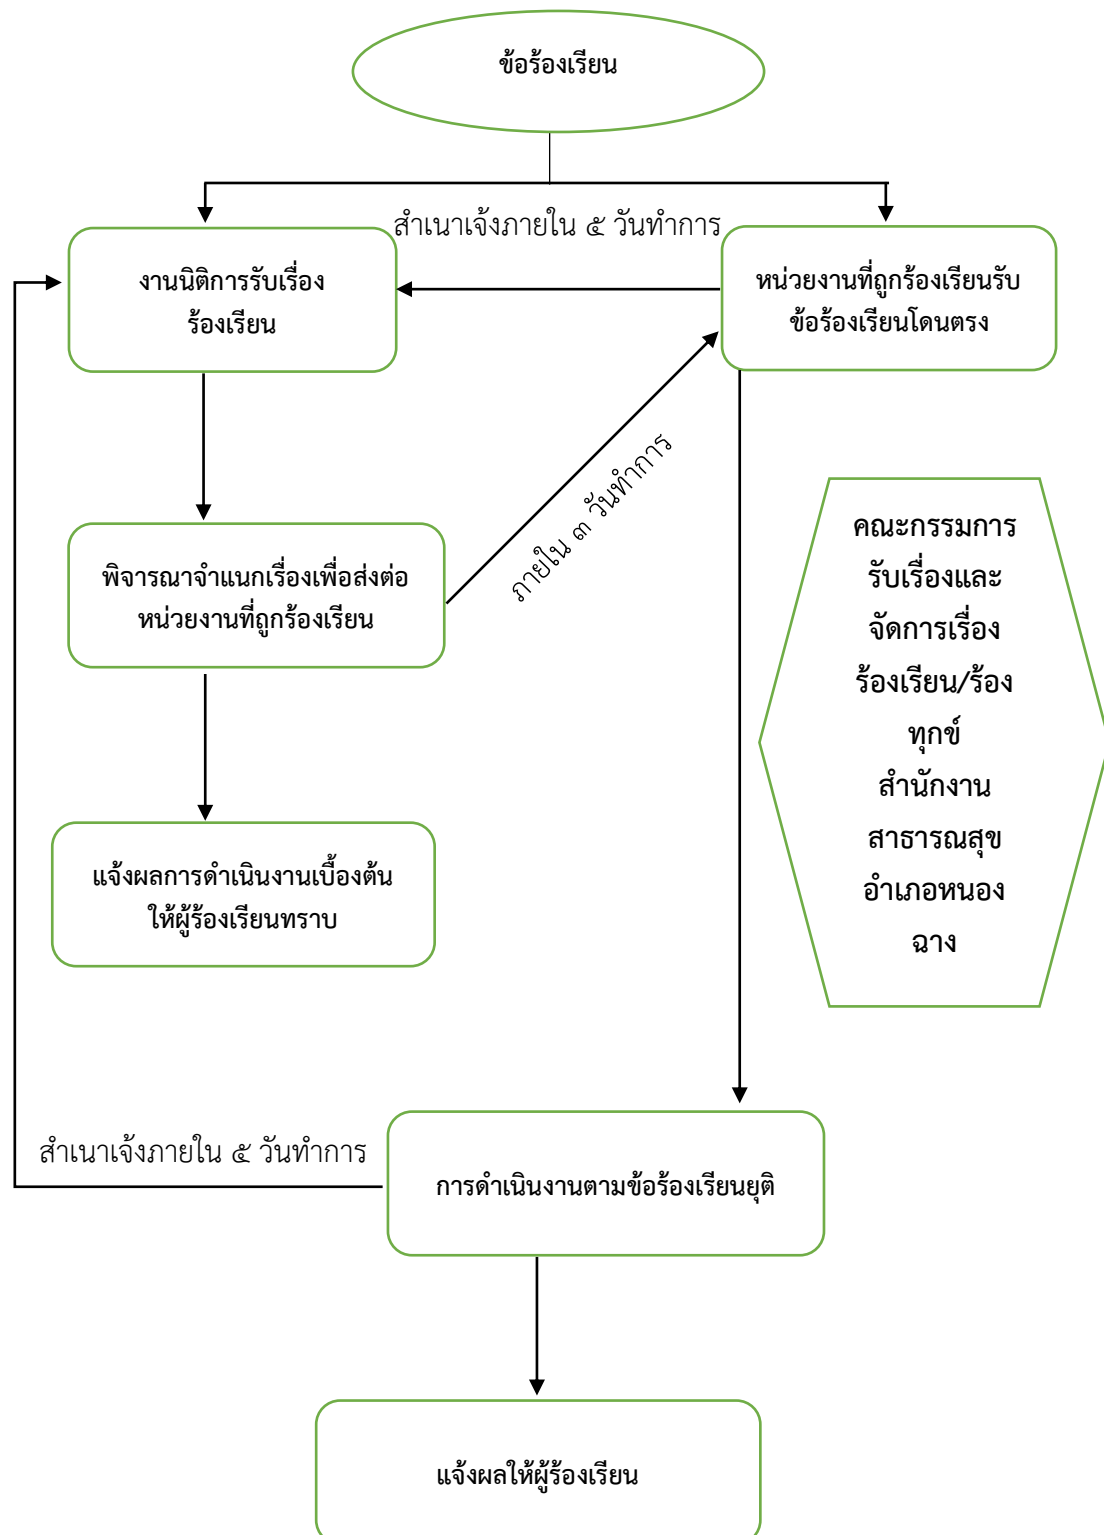 ข้อร้องเรียน
สำเนาเจ้งภายใน ๕ วันทำการ
งานนิติการรับเรื่อง
ร้องเรียน
หน่วยงานที่ถูกร้องเรียนรับ
ข้อร้องเรียนโดนตรง
ภายใน ๓ วันทำการ
พิจารณาจำแนกเรื่องเพื่อส่งต่อ
หน่วยงานที่ถูกร้องเรียน
คณะกรรมการ
รับเรื่องและ
จัดการเรื่อง
ร้องเรียน/ร้อง
ทุกข์
สำนักงาน
สาธารณสุข
อำเภอหนอง
ฉาง
แจ้งผลการดำเนินงานเบื้องต้น
ให้ผู้ร้องเรียนทราบ
สำเนาเจ้งภายใน ๕ วันทำการ
การดำเนินงานตามข้อร้องเรียนยุติ
แจ้งผลให้ผู้ร้องเรียน